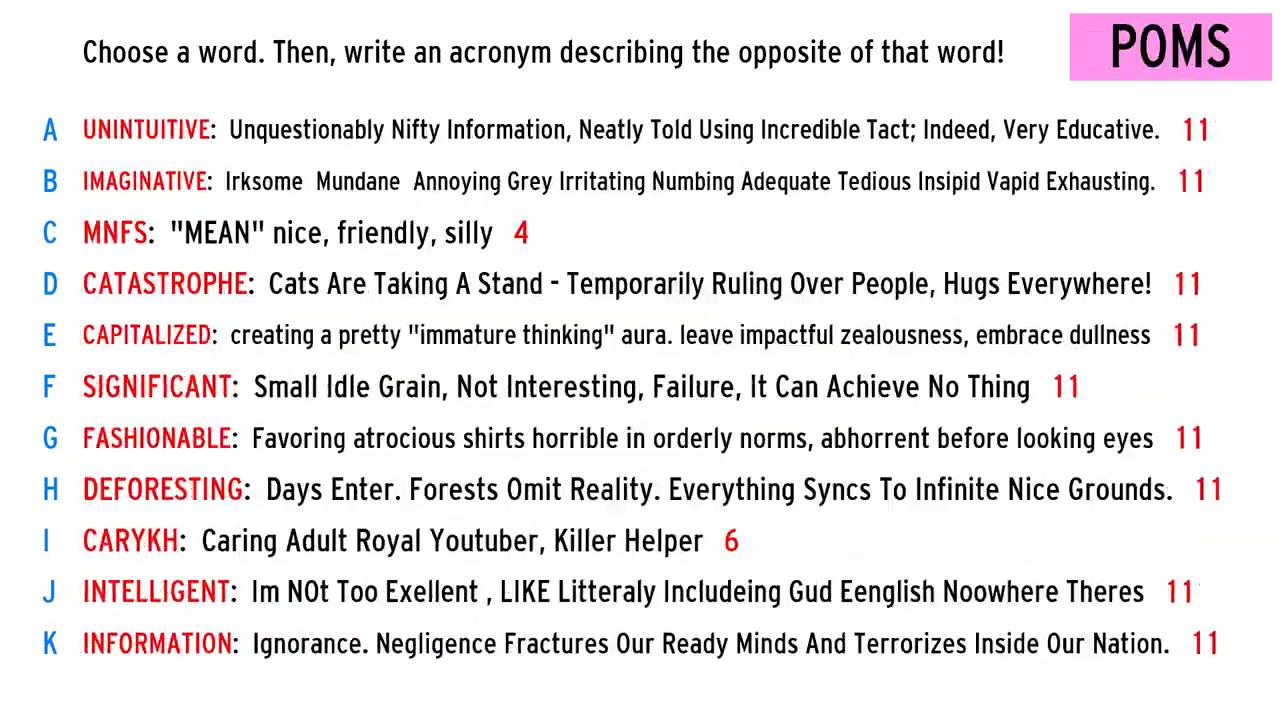 Choose a word. Then, write an acronym describing the opposite of that word!
POMS
A UNINTUITIVE: Unquestionably Nifty Information, Neatly Told Using Incredible Tact; Indeed, Very Educative. 11
B IMAGINATIVE: Irksome Mundane Annoying Grey Irritating Numbing Adequate Tedious Insipid Vapid Exhausting. 11
C MNFS: "MEAN" nice, friendly, silly 4
D CATASTROPHE: Cats Are Taking A Stand - Temporarily Ruling Over People, Hugs Everywhere! 11
E CAPITALIZED: creating a pretty "immature thinking" aura. leave impactful zealousness, embrace dullness 11
F SIGNIFICANT: Small Idle Grain, Not Interesting, Failure, It Can Achieve No Thing 11
G FASHIONABLE: Favoring atrocious shirts horrible in orderly norms, abhorrent before looking eyes 11
H DEFORESTING: Days Enter. Forests Omit Reality. Everything Syncs To Infinite Nice Grounds. 11
I CARYKH: Caring Adult Royal Youtuber, Killer Helper 6
J INTELLIGENT: Im NOt Too Exellent , LIKE Litteraly Includeing Gud Eenglish Noowhere Theres 11
K INFORMATION: Ignorance. Negligence Fractures Our Ready Minds And Terrorizes Inside Our Nation. 11